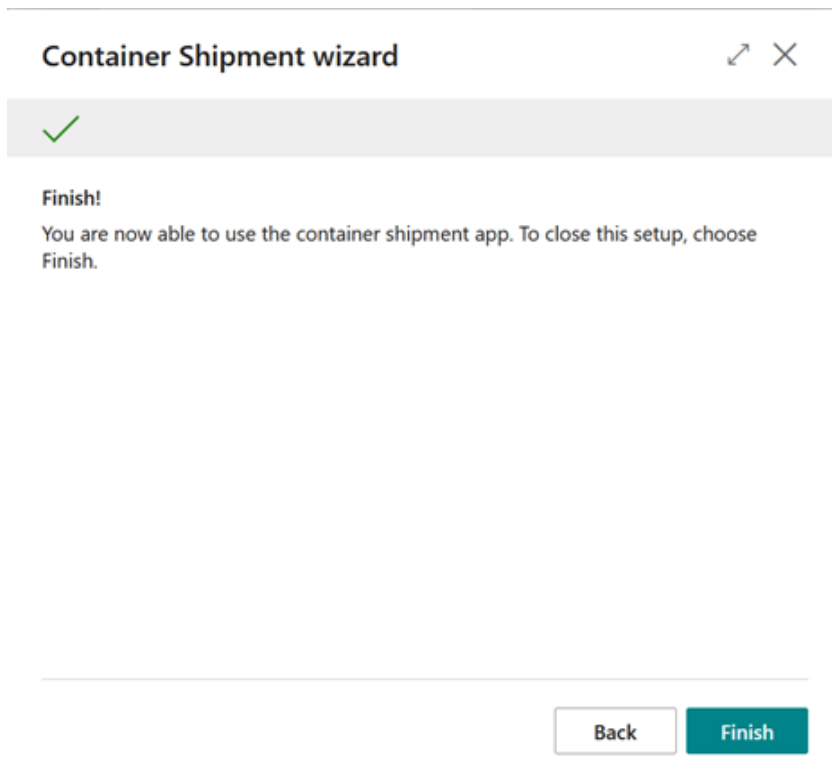 Container Shipment wizard
Finish!
You are now able to use the container shipment app. To close this setup, choose
Finish.
Back
Finish